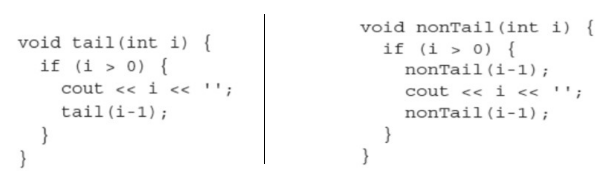 void tail(int i) {
if (i > 0) {
cout << i << '';
tail(i-1);
}
}
void nonTail(int i) {
if (i > 0) {
nonTail(i-1);
cout << i << '';
nonTail(i-1);
}
}